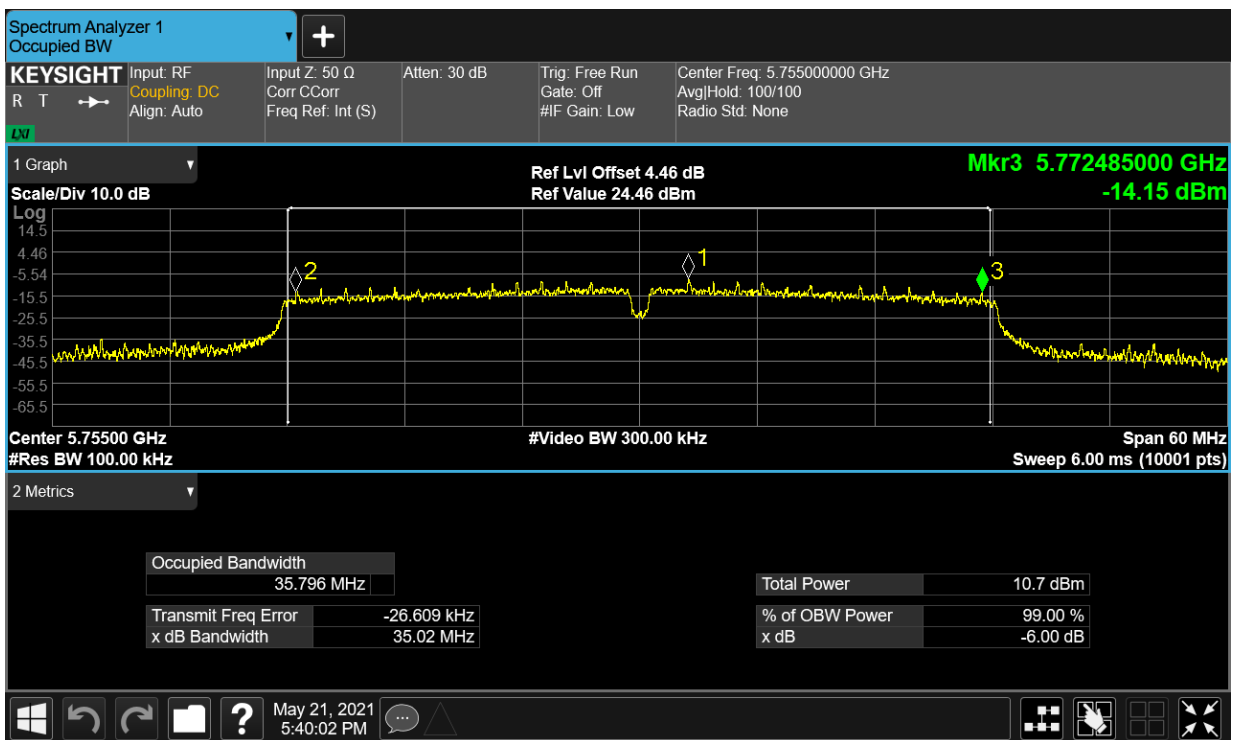 Spectrum Analyzer 1
Occupied BW
+
KEYSIGHT
R T
LXI
Input: RF
Coupling: DC
Align: Auto
Input Z: 50 Ω
Corr CCorr
Freq Ref: Int (S)
Atten: 30 dB
Trig: Free Run
Gate: Off
#IF Gain: Low
Center Freq: 5.755000000 GHz
Avg|Hold: 100/100
Radio Std: None
1 Graph
Scale/Div 10.0 dB
Ref Lvl Offset 4.46 dB
Ref Value 24.46 dBm
Mkr3 5.772485000 GHz
-14.15 dBm
Log
14.5
4.46
-5.54
-15.5
-25.5
-35.5
-45.5
-55.5
-65.5
2
1
3
Center 5.75500 GHz
#Video BW 300.00 kHz
Span 60 MHz
#Res BW 100.00 kHz
Sweep 6.00 ms (10001 pts)
2 Metrics
Occupied Bandwidth
35.796 MHz
Total Power 10.7 dBm
Transmit Freq Error -26.609 kHz
% of OBW Power 99.00 %
x dB Bandwidth 35.02 MHz
x dB -6.00 dB
?
May 21, 2021
5:40:02 PM